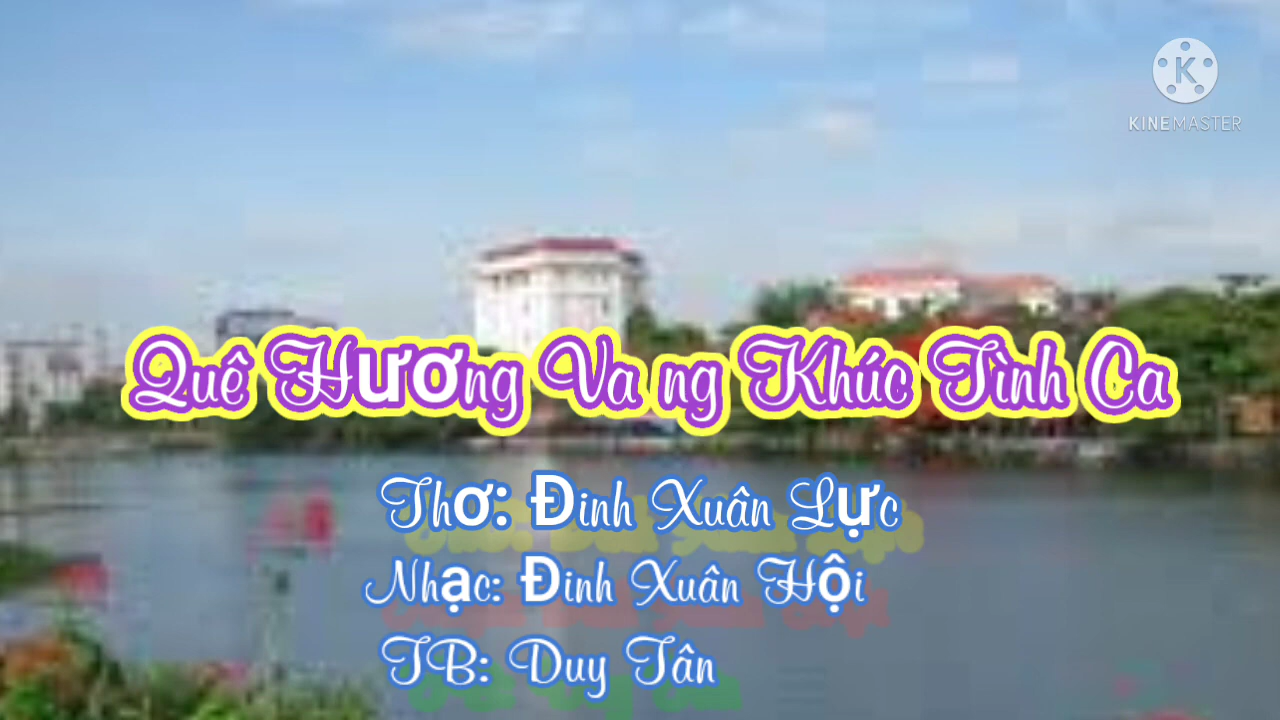 KINEMASTER
Quê Hương Va ng Khúc Tình Ca
Thơ: Đinh Xuân Lực
Nhạc: Đinh Xuân Hội
TB: Duy Tân